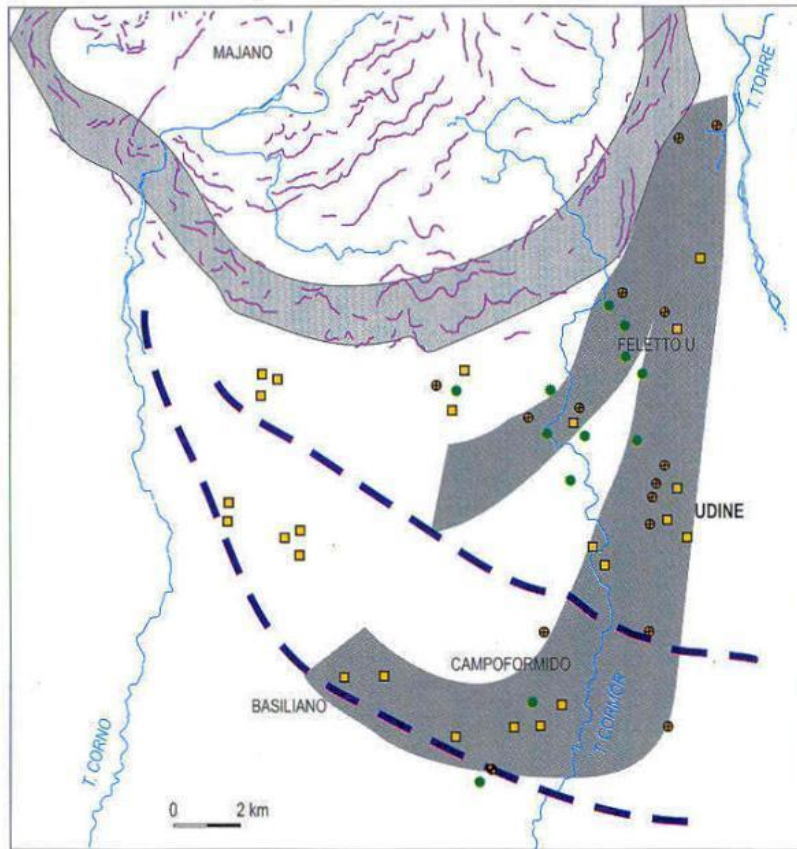 MAJANO
T. TORRE
FELETTO U
UDINE
CAMPOFORMIDO
BASILIANO
T. CORNO
T. CORMOR
0 2 km